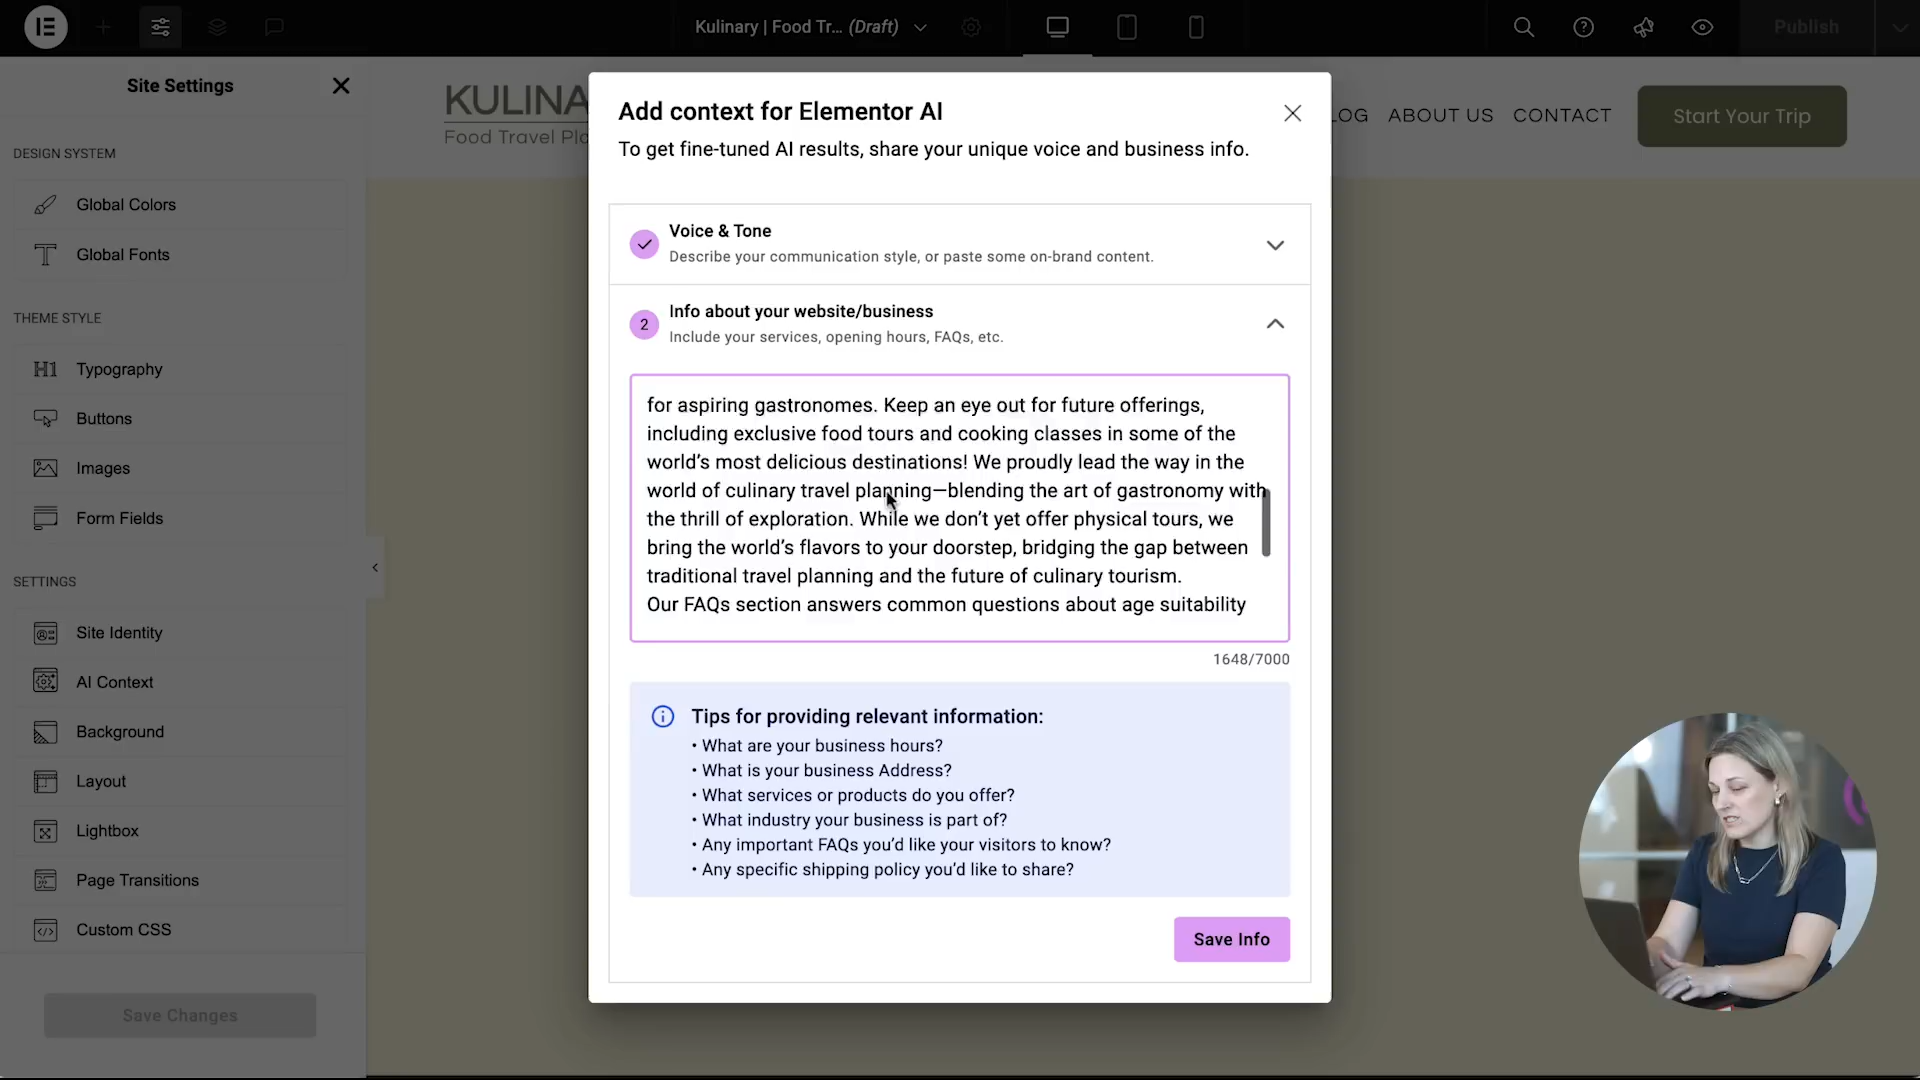 Kulinary | Food Tr... (Draft)
Publish
Site Settings
DESIGN SYSTEM
Global Colors
Global Fonts
THEME STYLE
H1 Typography
Buttons
Images
Form Fields
SETTINGS
Site Identity
AI Context
Background
Layout
Lightbox
Page Transitions
Custom CSS
Save Changes
KULINA
Food Travel Pla
LOG ABOUT US CONTACT
Start Your Trip
Add context for Elementor AI
To get fine-tuned AI results, share your unique voice and business info.
Voice & Tone
Describe your communication style, or paste some on-brand content.
2
Info about your website/business
Include your services, opening hours, FAQs, etc.
for aspiring gastronomes. Keep an eye out for future offerings,
including exclusive food tours and cooking classes in some of the
world’s most delicious destinations! We proudly lead the way in the
world of culinary travel planning—blending the art of gastronomy with
the thrill of exploration. While we don’t yet offer physical tours, we
bring the world’s flavors to your doorstep, bridging the gap between
traditional travel planning and the future of culinary tourism.
Our FAQs section answers common questions about age suitability
1648/7000
Tips for providing relevant information:
• What are your business hours?
• What is your business Address?
• What services or products do you offer?
• What industry your business is part of?
• Any important FAQs you’d like your visitors to know?
• Any specific shipping policy you’d like to share?
Save Info